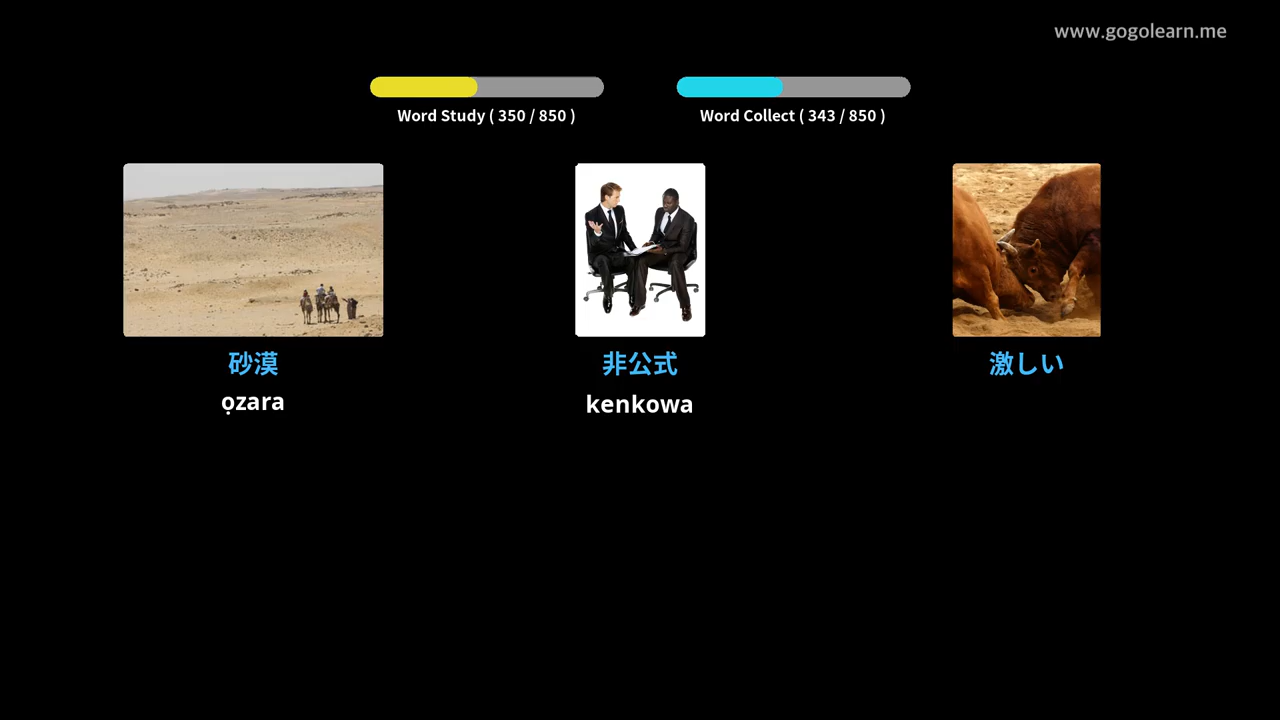 www.gogolearn.me
Word Study ( 350 / 850 )
Word Collect ( 343 / 850 )
砂漠
ọzara
非公式
kenkowa
激しい